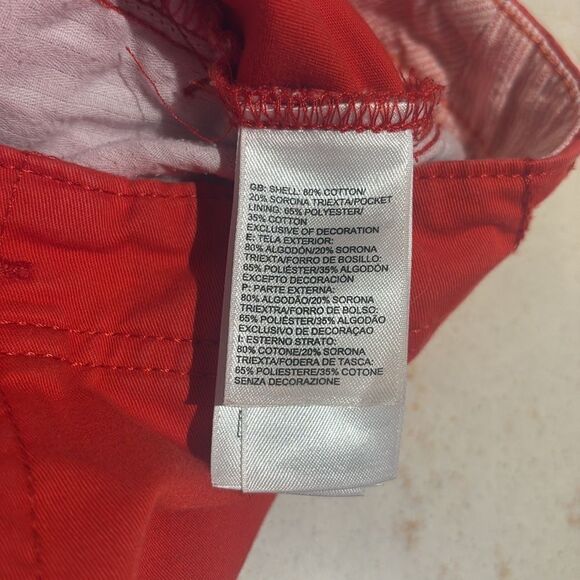 GB: SHELL: 80% COTTON/
20% SORONA TRIEXTA/POCKET
LINING: 65% POLYESTER/
35% COTTON
EXCLUSIVE OF DECORATION
E: TELA EXTERIOR:
80% ALGODÓN/20% SORONA
TRIEXTA/FORRO DE BOSILLO:
65% POLIÉSTER/35% ALGODÓN
EXCEPTO DECORACIÓN
P: PARTE EXTERNA:
80% ALGODÃO/20% SORONA
TRIEXTRA/FORRO DE BOLSO:
65% POLIÉSTER/35% ALGODÃO
EXCLUSIVO DE DECORAÇAO
I: ESTERNO STRATO:
80% COTONE/20% SORONA
TRIEXTA/FODERA DE TASCA:
65% POLIESTERE/35% COTONE
SENZA DECORAZIONE